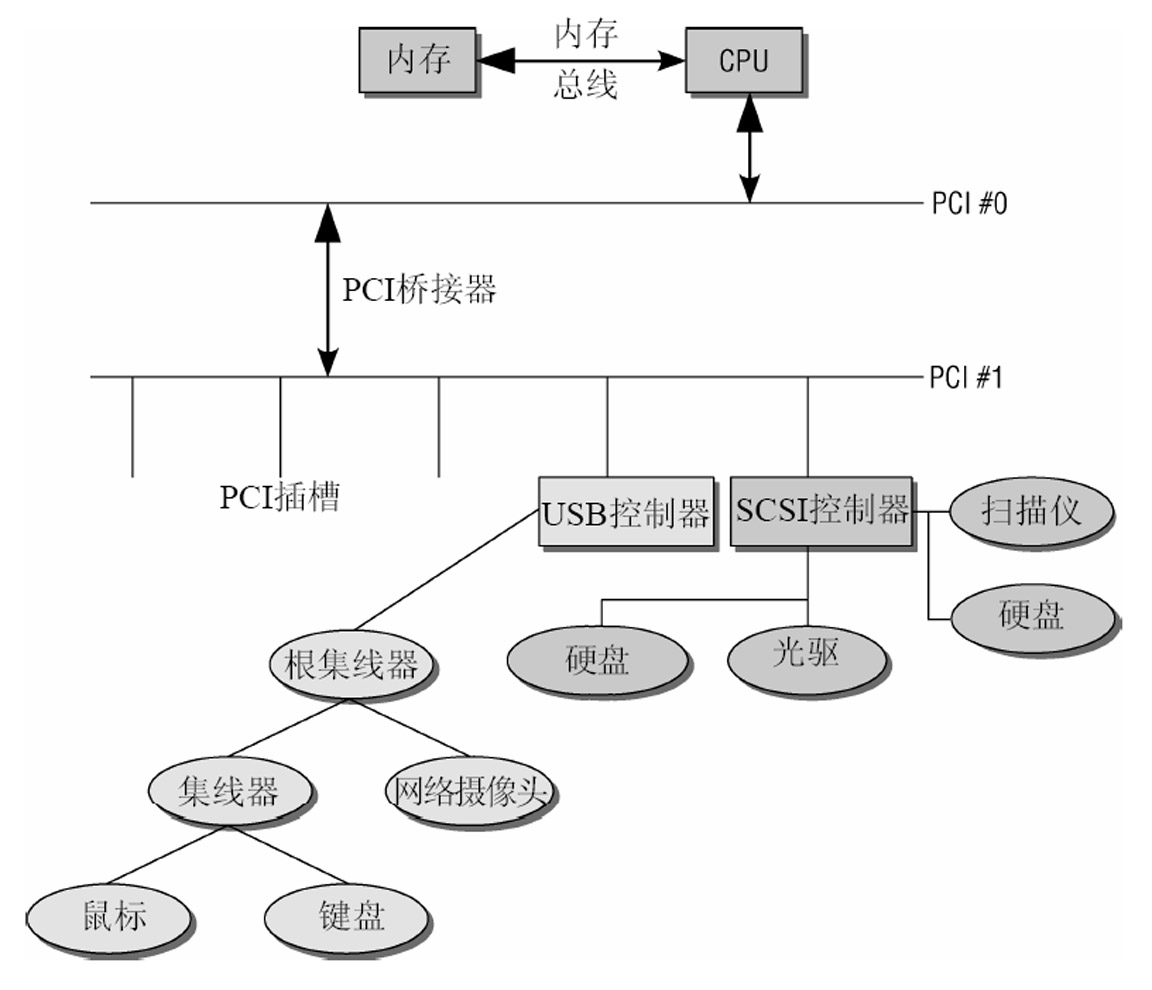 内存
内存
总线
CPU
PCI #0
PCI桥接器
PCI #1
PCI插槽
USB控制器
SCSI控制器
扫描仪
硬盘
根集线器
硬盘
光驱
集线器
网络摄像头
鼠标
键盘